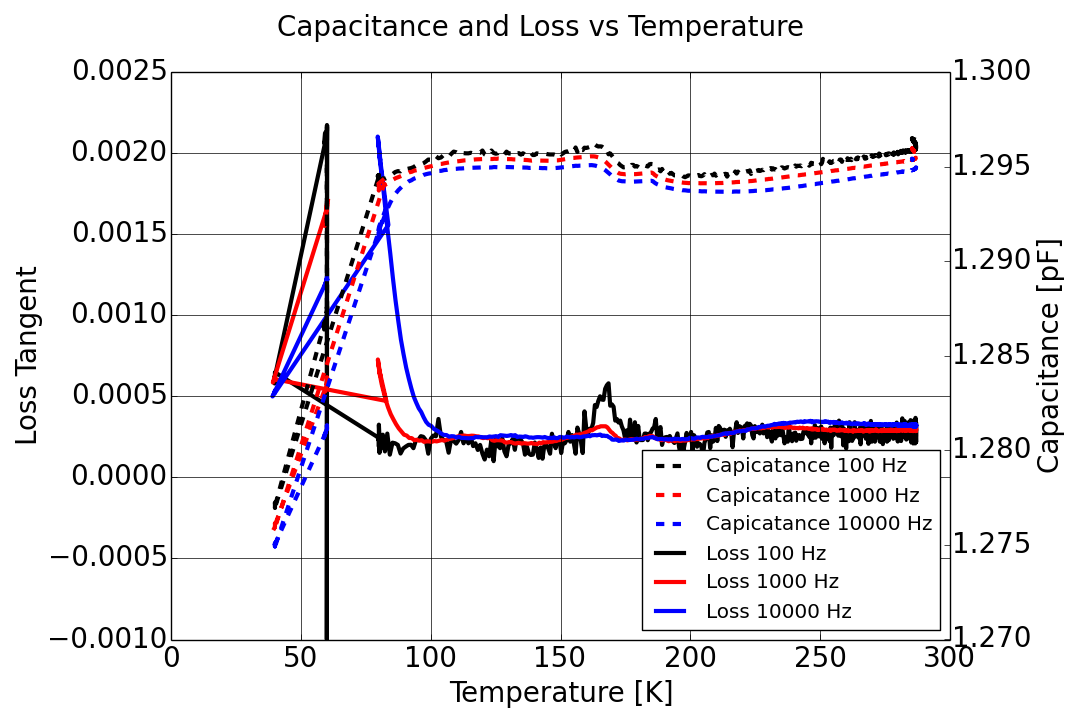 Capacitance and Loss vs Temperature
0.0025
0.0020
0.0015
0.0010
0.0005
0.0000
−0.0005
−0.0010
Loss Tangent
1.300
1.295
1.290
1.285
1.280
1.275
1.270
Capacitance [pF]
Capicatance 100 Hz
Capicatance 1000 Hz
Capicatance 10000 Hz
Loss 100 Hz
Loss 1000 Hz
Loss 10000 Hz
0 50 100 150 200 250 300
Temperature [K]